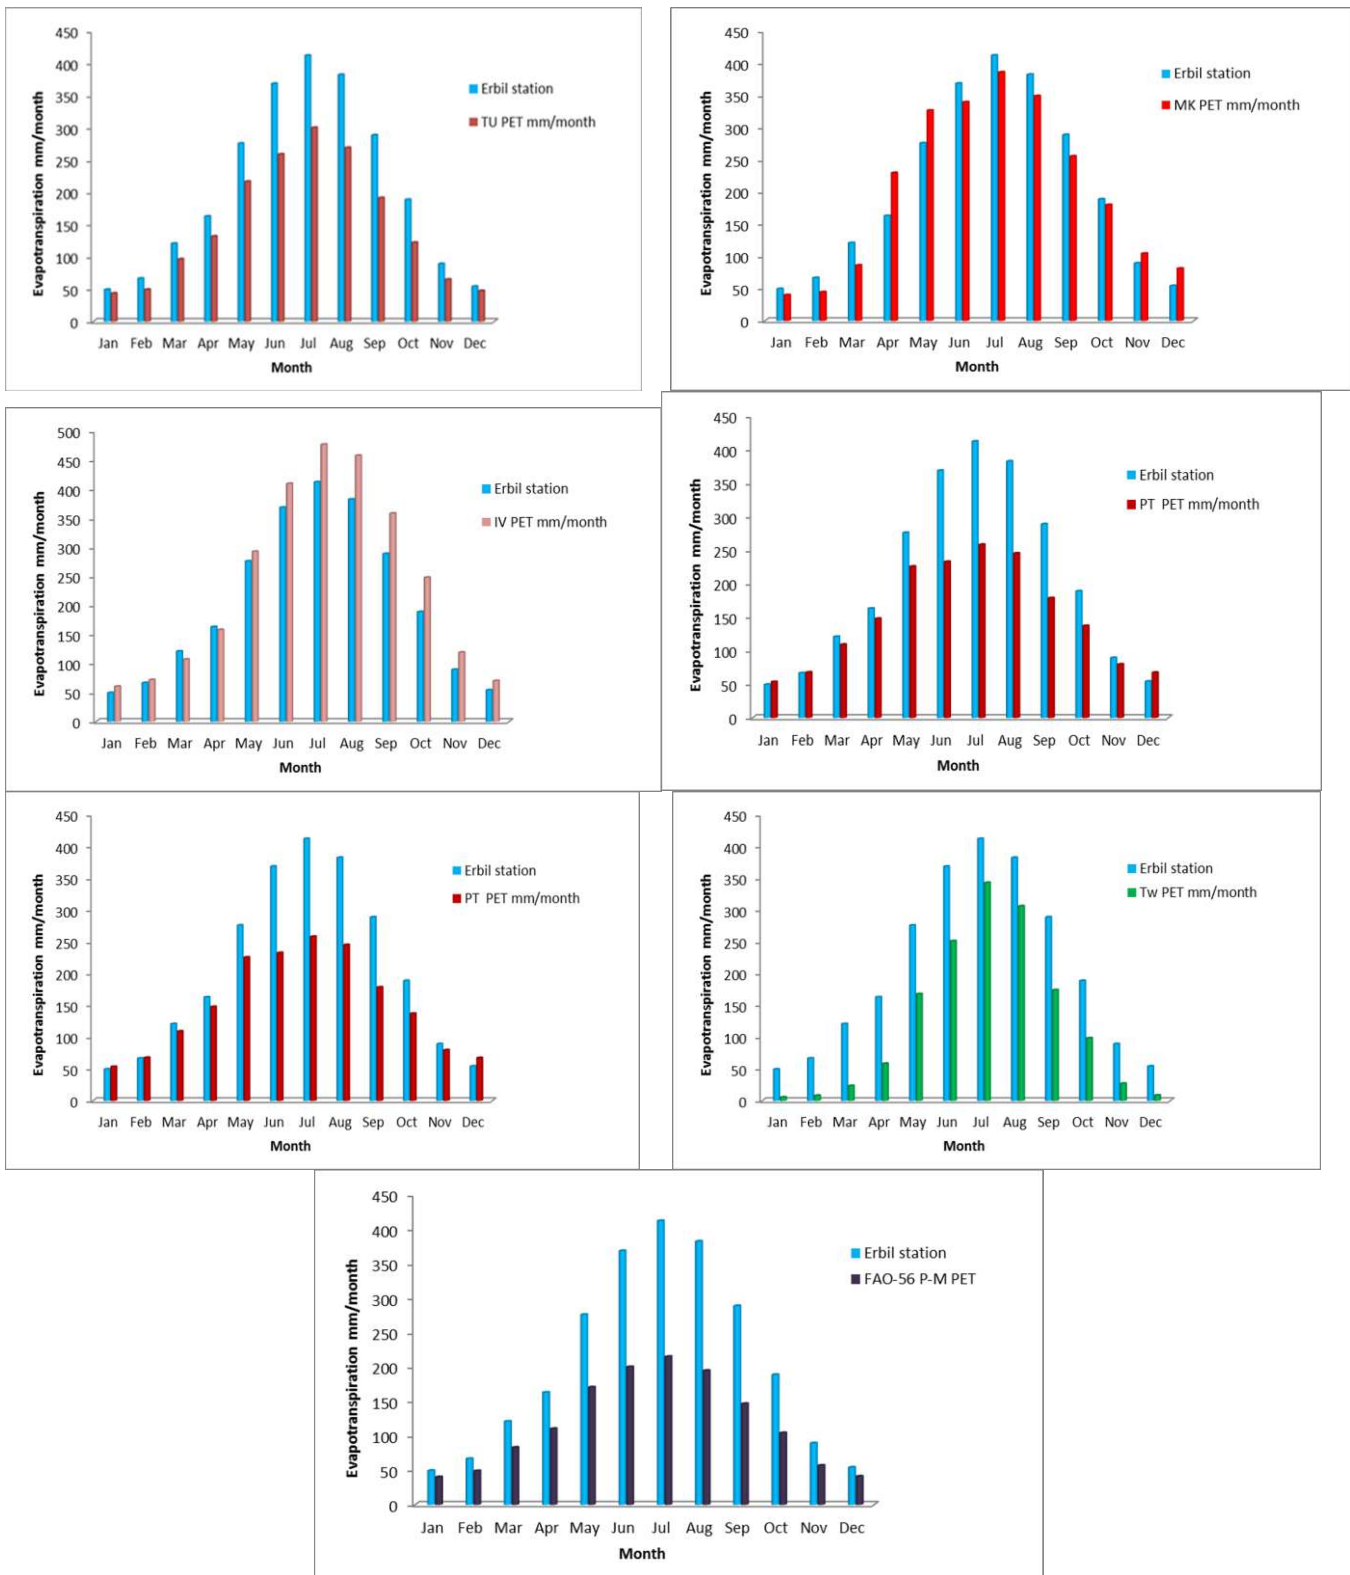 450
400
350
300
250
200
150
100
50
0
Evapotranspiration mm/month
Jan Feb Mar Apr May Jun Jul Aug Sep Oct Nov Dec
Month
Erbil station
TU PET mm/month
450
400
350
300
250
200
150
100
50
0
Evapotranspiration mm/month
Jan Feb Mar Apr May Jun Jul Aug Sep Oct Nov Dec
Month
Erbil station
MK PET mm/month
500
450
400
350
300
250
200
150
100
50
0
Evapotranspiration mm/month
Jan Feb Mar Apr May Jun Jul Aug Sep Oct Nov Dec
Month
Erbil station
IV PET mm/month
450
400
350
300
250
200
150
100
50
0
Evapotranspiration mm/month
Jan Feb Mar Apr May Jun Jul Aug Sep Oct Nov Dec
Month
Erbil station
PT PET mm/month
450
400
350
300
250
200
150
100
50
0
Evapotranspiration mm/month
Jan Feb Mar Apr May Jun Jul Aug Sep Oct Nov Dec
Month
Erbil station
PT PET mm/month
450
400
350
300
250
200
150
100
50
0
Evapotranspiration mm/month
Jan Feb Mar Apr May Jun Jul Aug Sep Oct Nov Dec
Month
Erbil station
Tw PET mm/month
450
400
350
300
250
200
150
100
50
0
Evapotranspiration mm/month
Jan Feb Mar Apr May Jun Jul Aug Sep Oct Nov Dec
Month
Erbil station
FAO-56 P-M PET